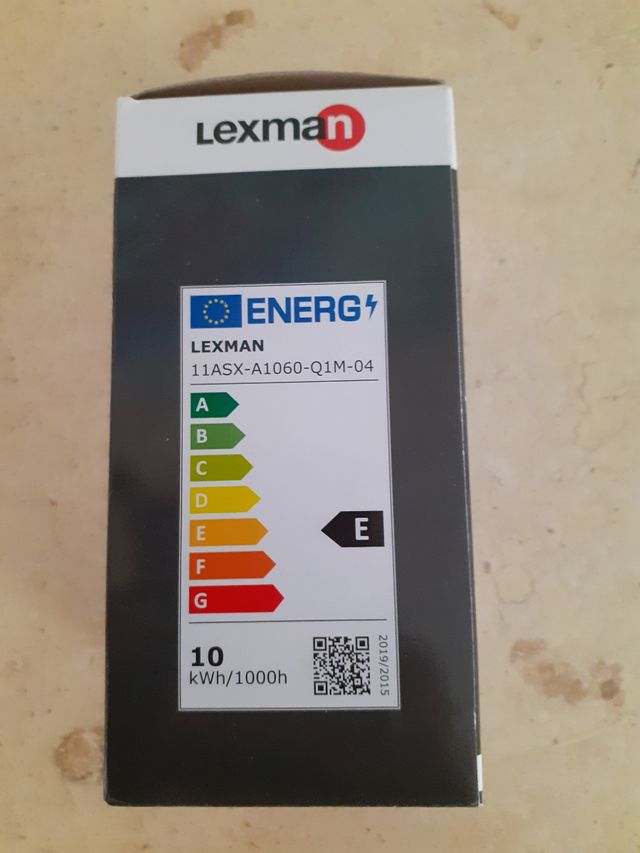 Lexman
ENERG
LEXMAN
11ASX-A1060-Q1M-04
A
B
C
D
E
E
F
G
10
kWh/1000h
2019/2015